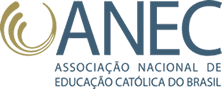 ANEC
ASSOCIAÇÃO NACIONAL DE
EDUCAÇÃO CATÓLICA DO BRASIL